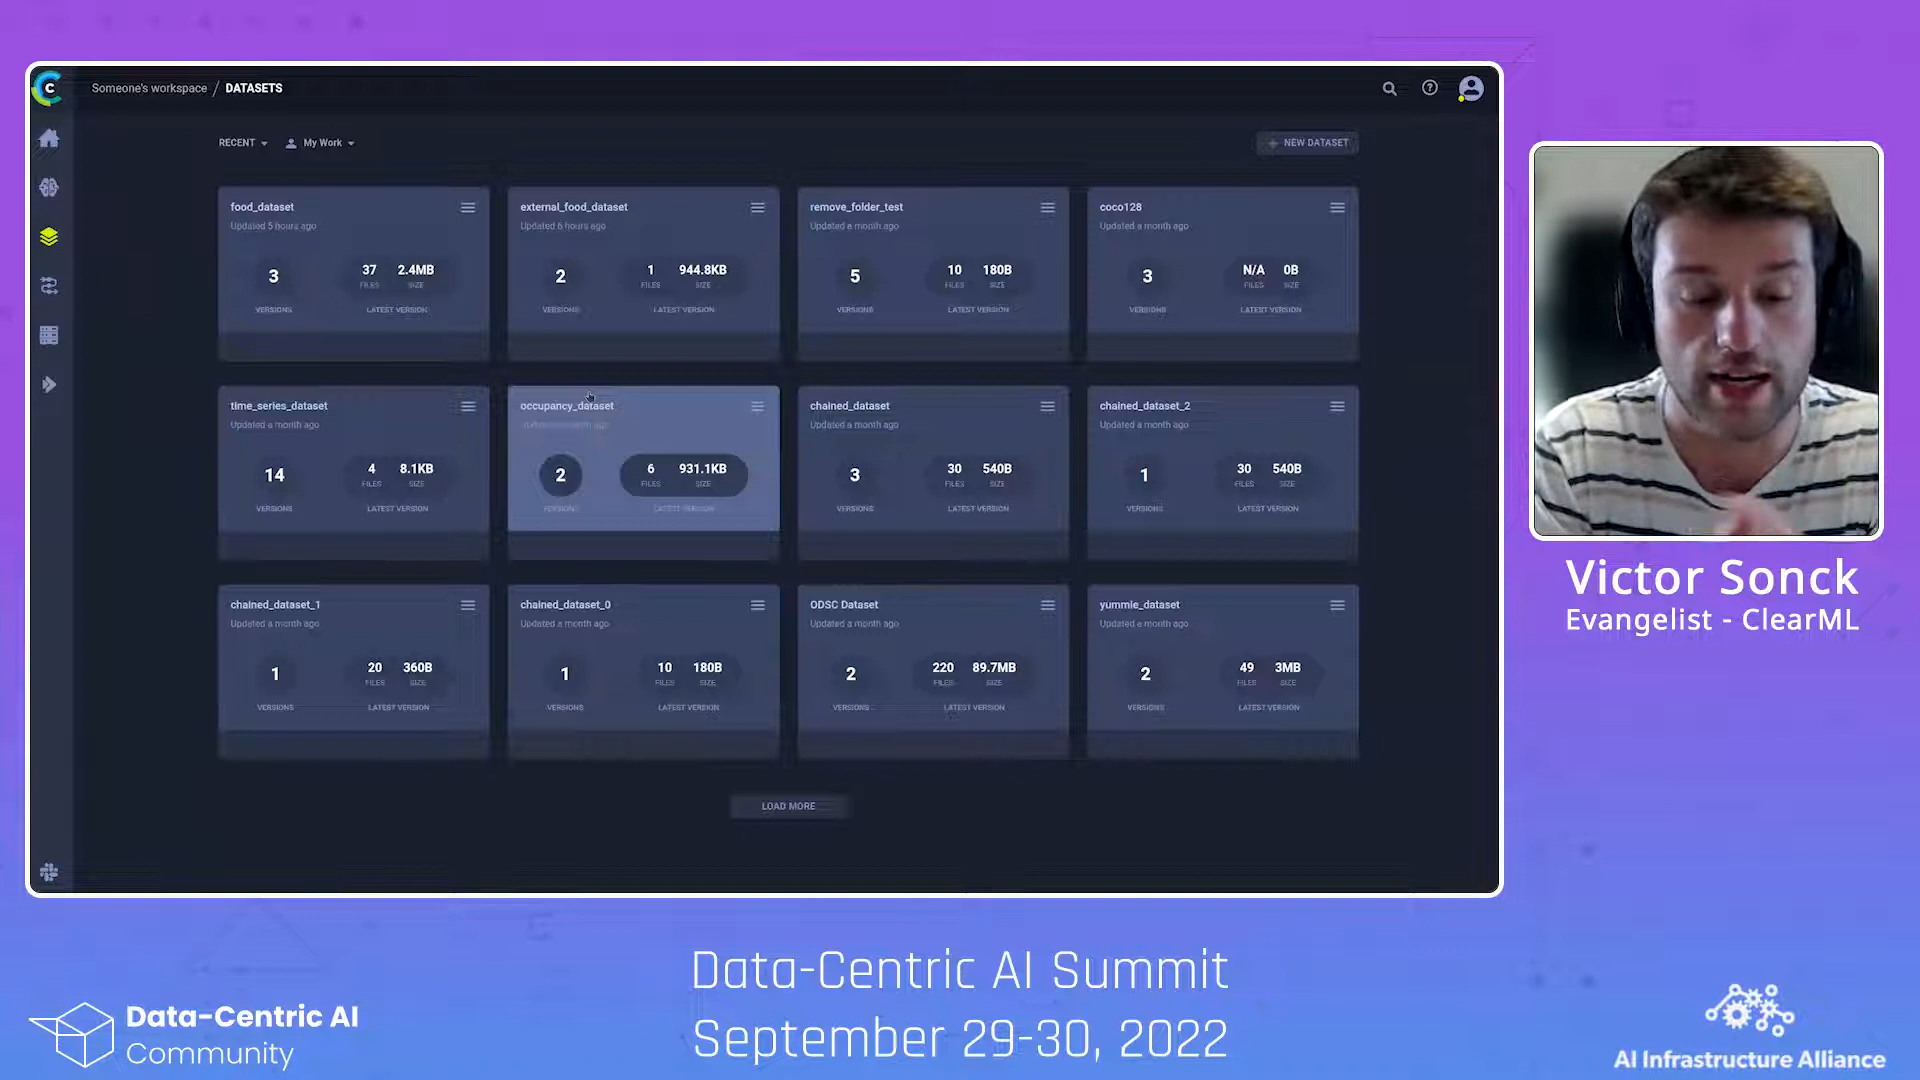 Someone's workspace / DATASETS
RECENT My Work
+ NEW DATASET
food_dataset
Updated 5 hours ago
3
37 2.4MB
FILES SIZE
VERSIONS LATEST VERSION
external_food_dataset
Updated 6 hours ago
2
1 944.8KB
FILES SIZE
VERSIONS LATEST VERSION
remove_folder_test
Updated a month ago
5
10 180B
FILES SIZE
VERSIONS LATEST VERSION
coco128
Updated a month ago
3
N/A 0B
FILES SIZE
VERSIONS LATEST VERSION
time_series_dataset
Updated a month ago
14
4 8.1KB
FILES SIZE
VERSIONS LATEST VERSION
occupancy_dataset
2
6 931.1KB
FILES SIZE
VERSIONS LATEST VERSION
chained_dataset
Updated a month ago
3
30 540B
FILES SIZE
VERSIONS LATEST VERSION
chained_dataset_2
Updated a month ago
1
30 540B
FILES SIZE
VERSIONS LATEST VERSION
chained_dataset_1
Updated a month ago
1
20 360B
FILES SIZE
VERSIONS LATEST VERSION
chained_dataset_0
Updated a month ago
1
10 180B
FILES SIZE
VERSIONS LATEST VERSION
ODSC Dataset
Updated a month ago
2
220 89.7MB
FILES SIZE
VERSIONS LATEST VERSION
yummie_dataset
Updated a month ago
2
49 3MB
FILES SIZE
VERSIONS LATEST VERSION
LOAD MORE
Victor Sonck
Evangelist - ClearML
Data-Centric AI
Community
Data-Centric AI Summit
September 29-30, 2022
AI Infrastructure Alliance